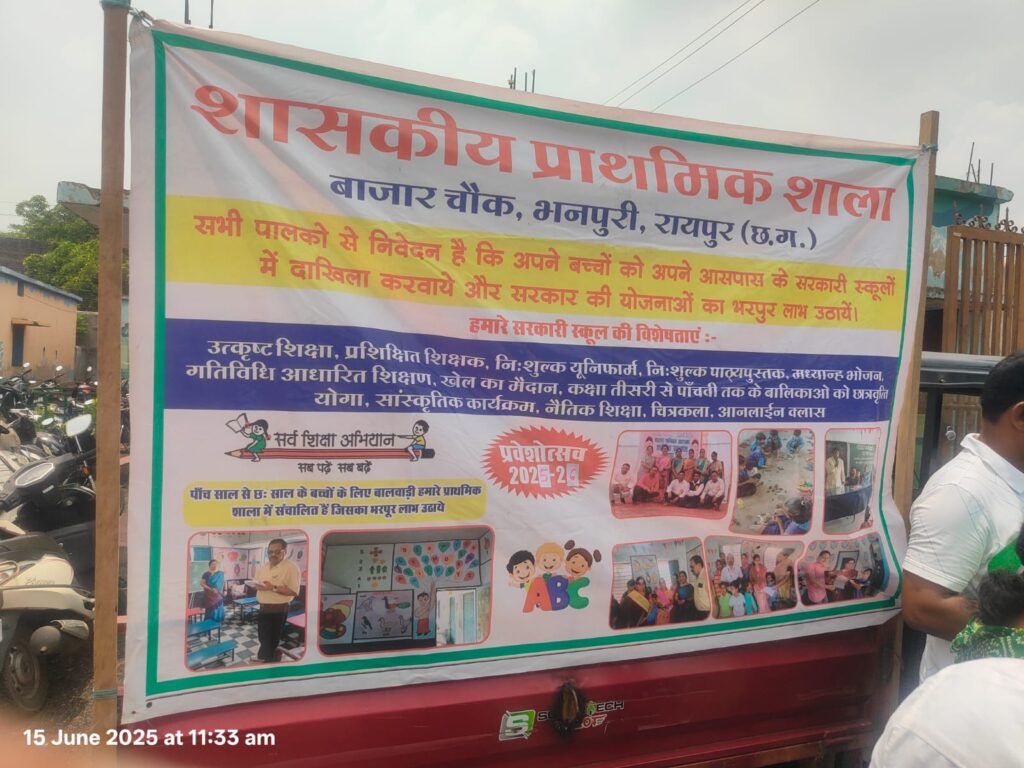 शासकीय प्राथमिक शाला
बाजार चौक, भनपुरी, रायपुर (छ.ग.)
सभी पालको से निवेदन है कि अपने बच्चों को अपने आसपास के सरकारी स्कूलों
में दाखिला करवाये और सरकार की योजनाओं का भरपुर लाभ उठायें।
हमारे सरकारी स्कूल की विशेषताएं :-
उत्कृष्ट शिक्षा, प्रशिक्षित शिक्षक, नि:शुल्क यूनिफार्म, नि:शुल्क पाठ्यपुस्तक, मध्यान्ह भोजन,
गतिविधि आधारित शिक्षण, खेल का मैदान, कक्षा तीसरी से पाँचवी तक के बालिकाओ को छात्रवृत्ति
योगा, सांस्कृतिक कार्यक्रम, नैतिक शिक्षा, चित्रकला, आनलाईन क्लास
सर्व शिक्षा अभियान
सब पढ़ें सब बढ़ें
प्रवेशोत्सव
2025-26
पाँच साल से छः साल के बच्चों के लिए बालवाड़ी हमारे प्राथमिक
शाला में संचालित हैं जिसका भरपुर लाभ उठाये
ABC
15 June 2025 at 11:33 am